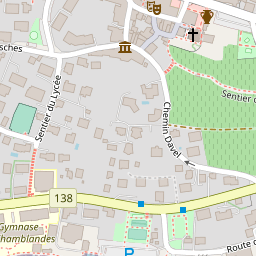 sches
Sentier du Lycée
Chemin Davel
Sentier d
138
Gymnase
Chamblandes
P
Route d